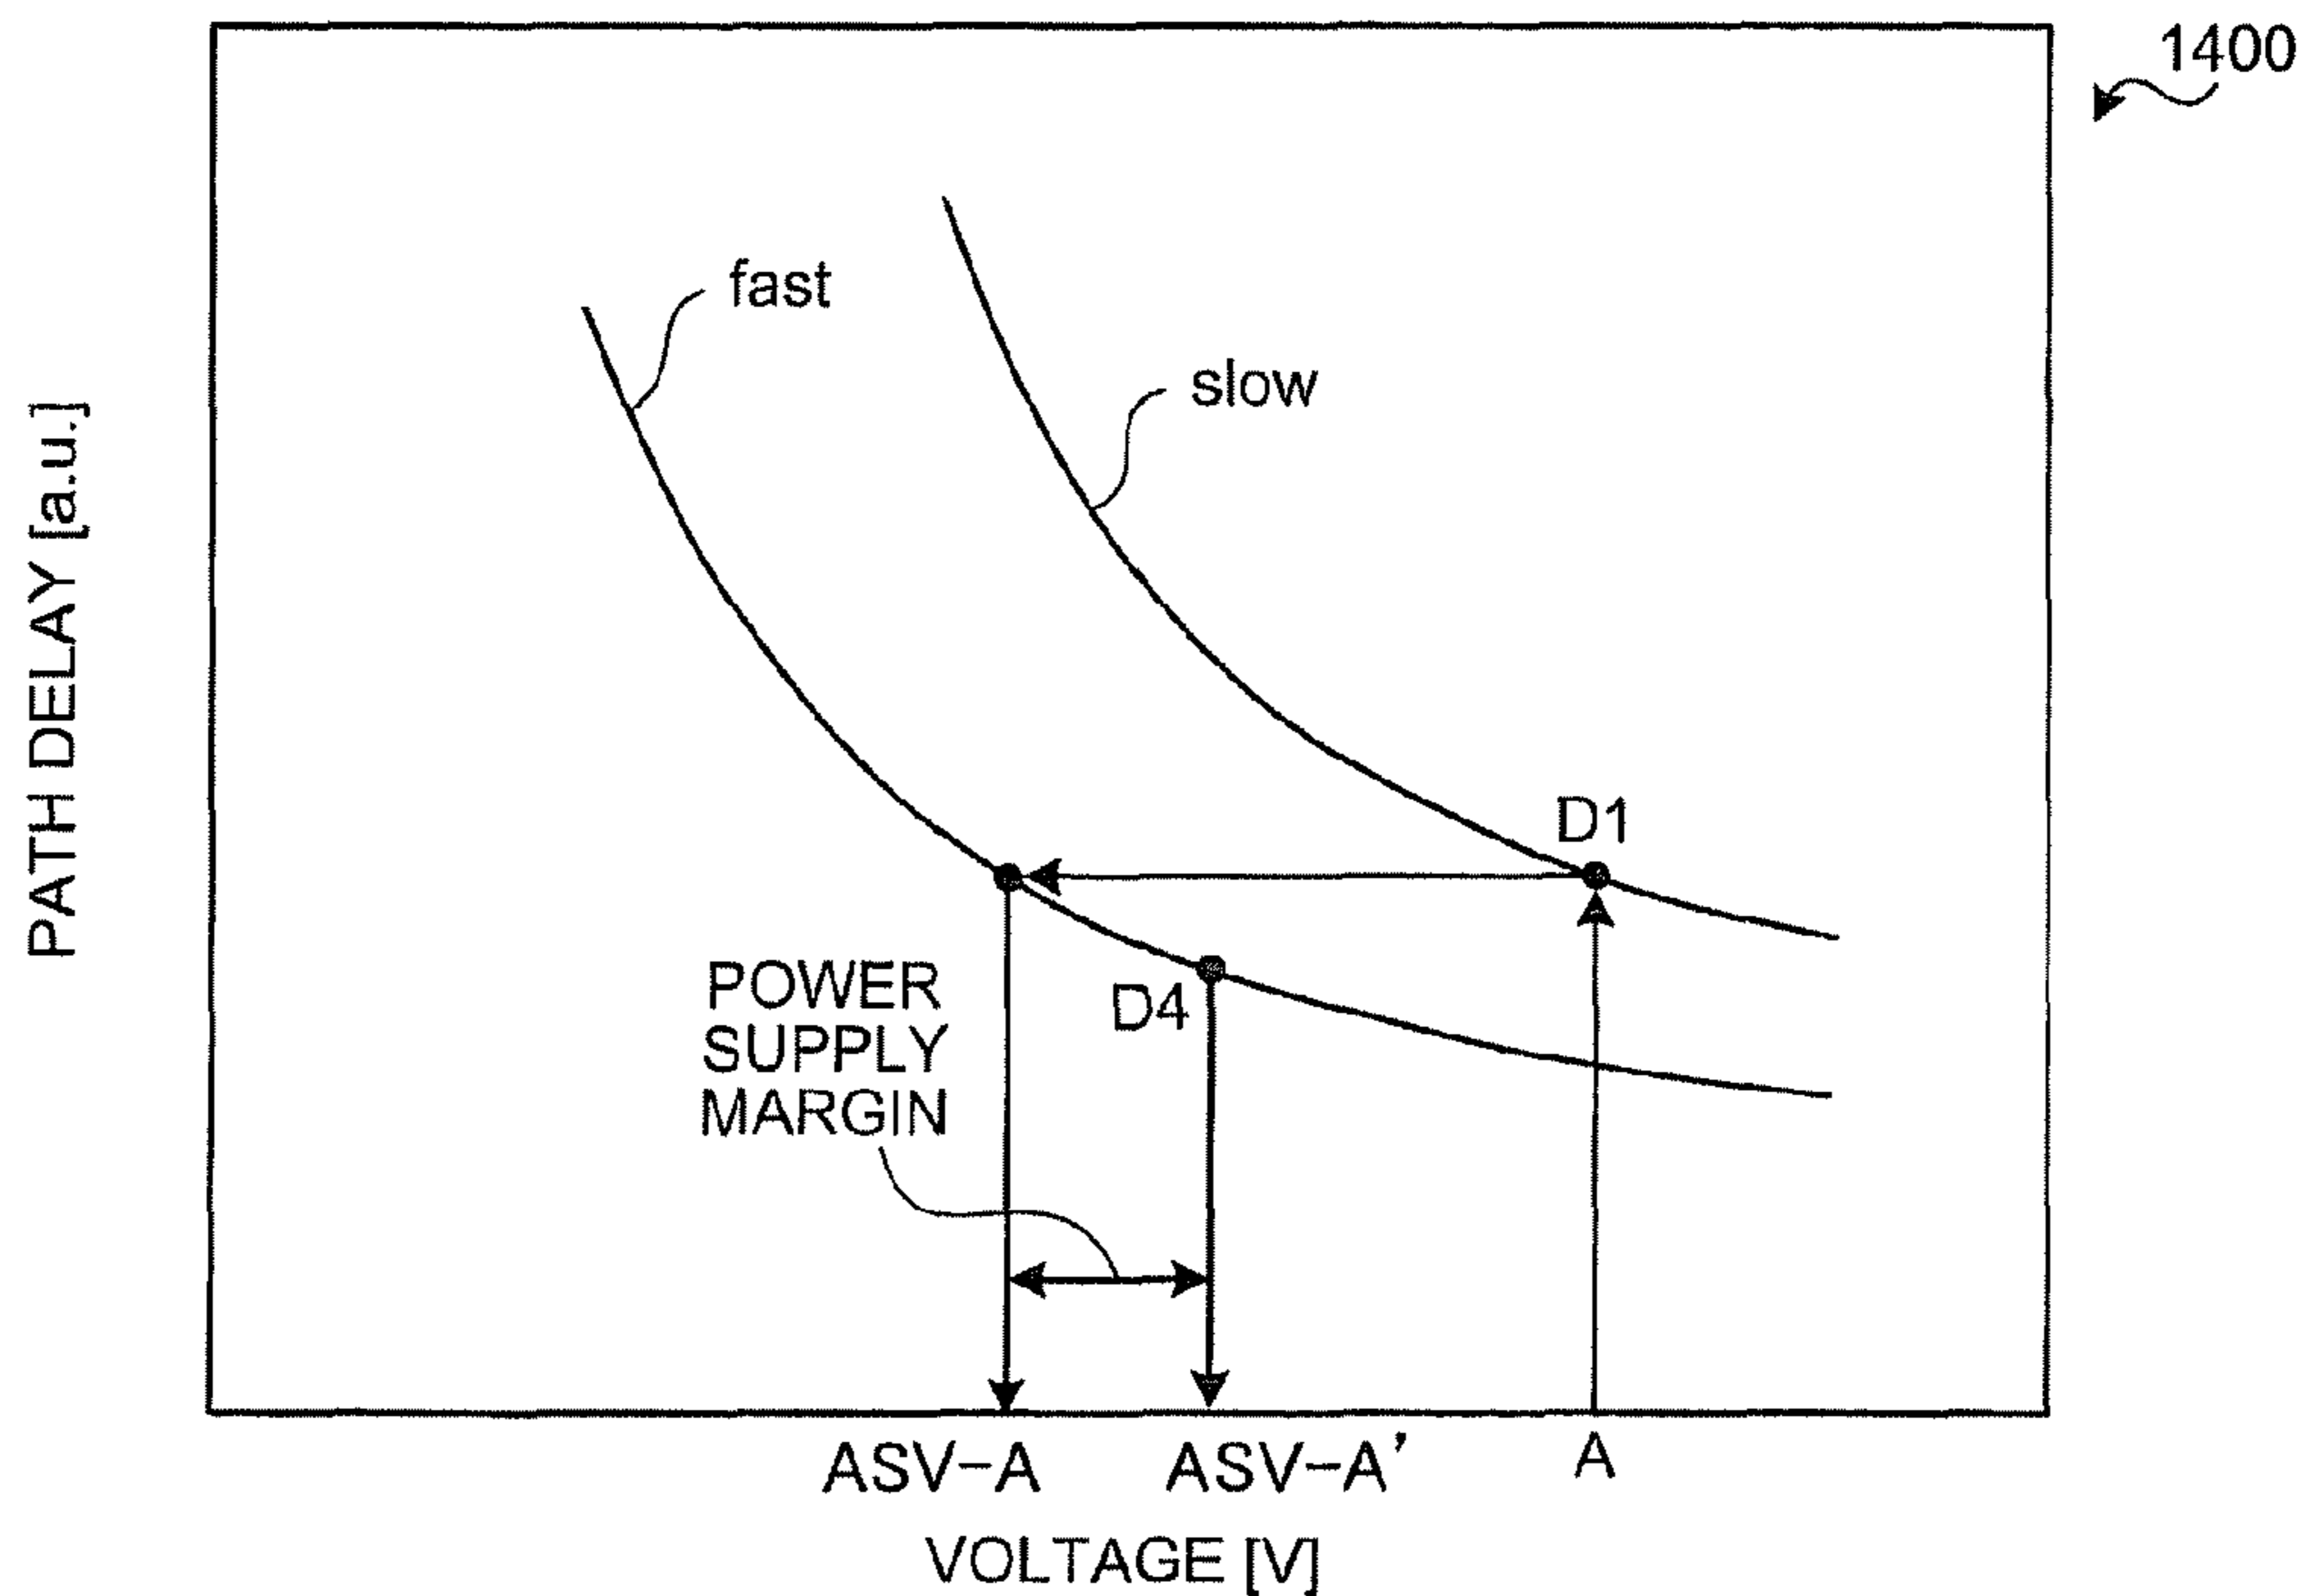 1400
fast
slow
PATH DELAY [a.u.]
D1
POWER
SUPPLY
MARGIN
D4
ASV-A
ASV-A’
A
VOLTAGE [V]